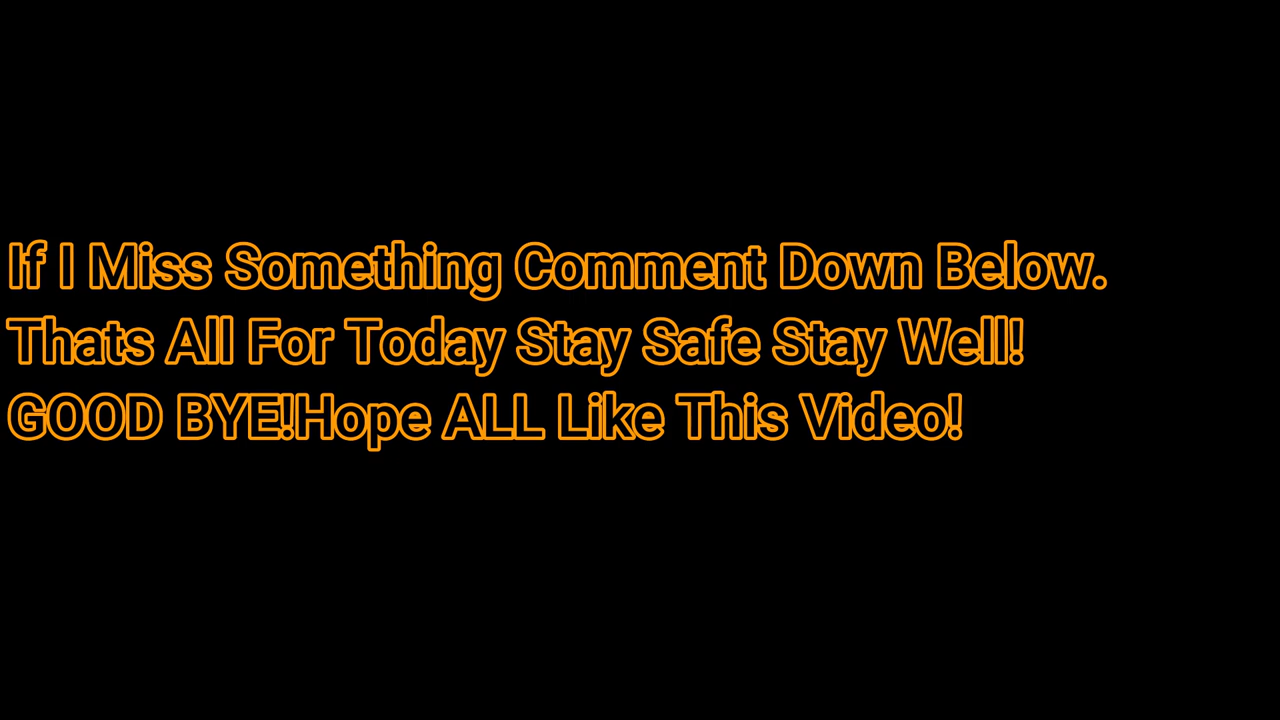 If I Miss Something Comment Down Below.
Thats All For Today Stay Safe Stay Well!
GOOD BYE!Hope ALL Like This Video!